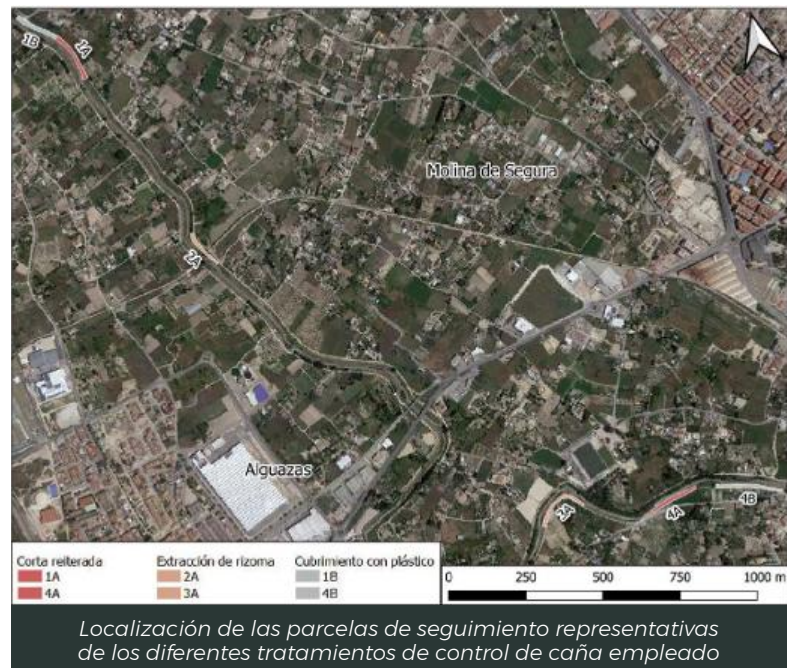 1B
1A
Molina de Segura
2A
Alguazas
3A
4A
4B
Corta reiterada
1A
4A
Extracción de rizoma
2A
3A
Cubrimiento con plástico
1B
4B
0 250 500 750 1000 m
Localización de las parcelas de seguimiento representativas
de los diferentes tratamientos de control de caña empleado